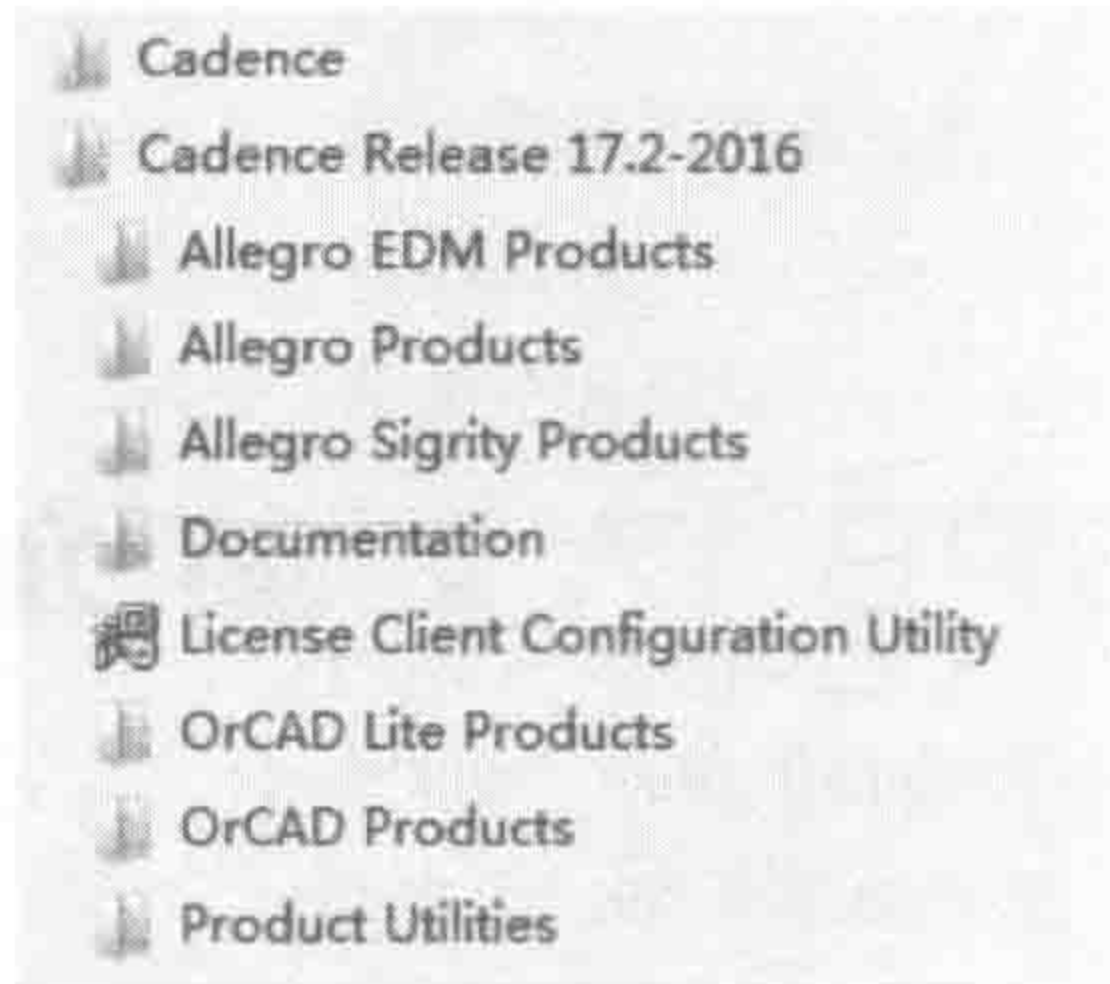 Cadence
Cadence Release 17.2-2016
Allegro EDM Products
Allegro Products
Allegro Sigrity Products
Documentation
License Client Configuration Utility
OrCAD Lite Products
OrCAD Products
Product Utilities